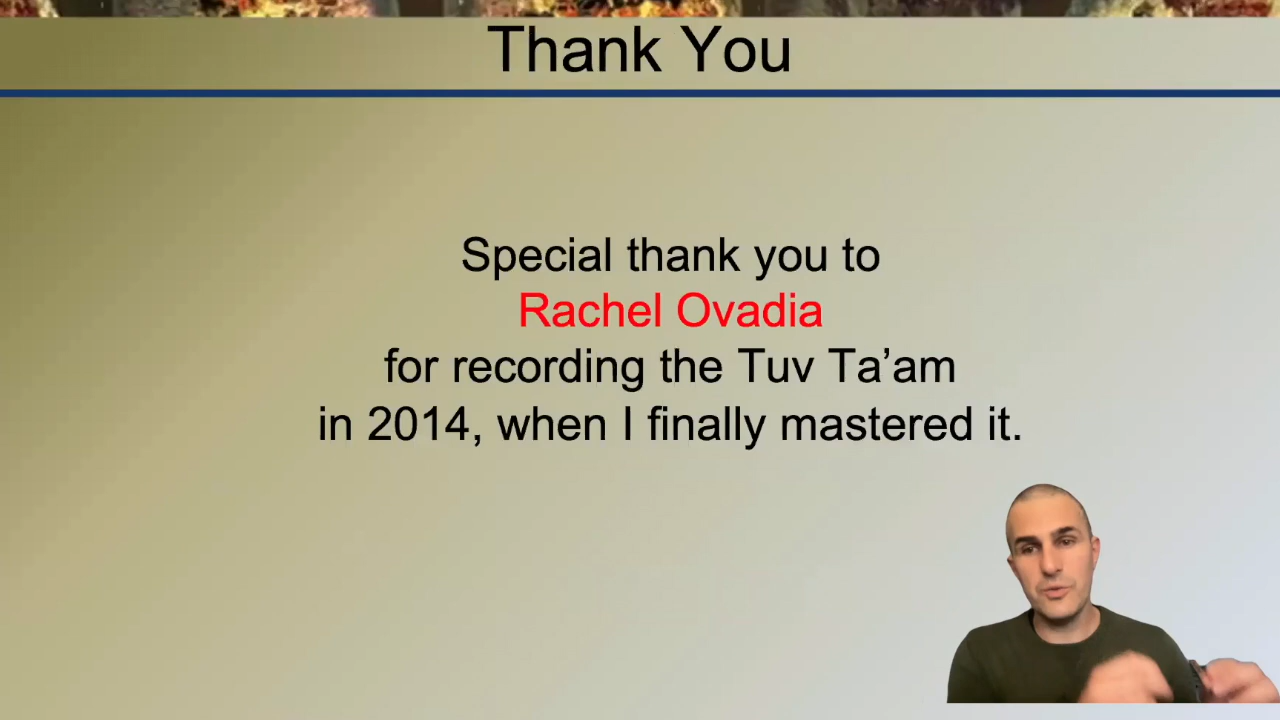 Thank You
Special thank you to
Rachel Ovadia
for recording the Tuv Ta’am
in 2014, when I finally mastered it.